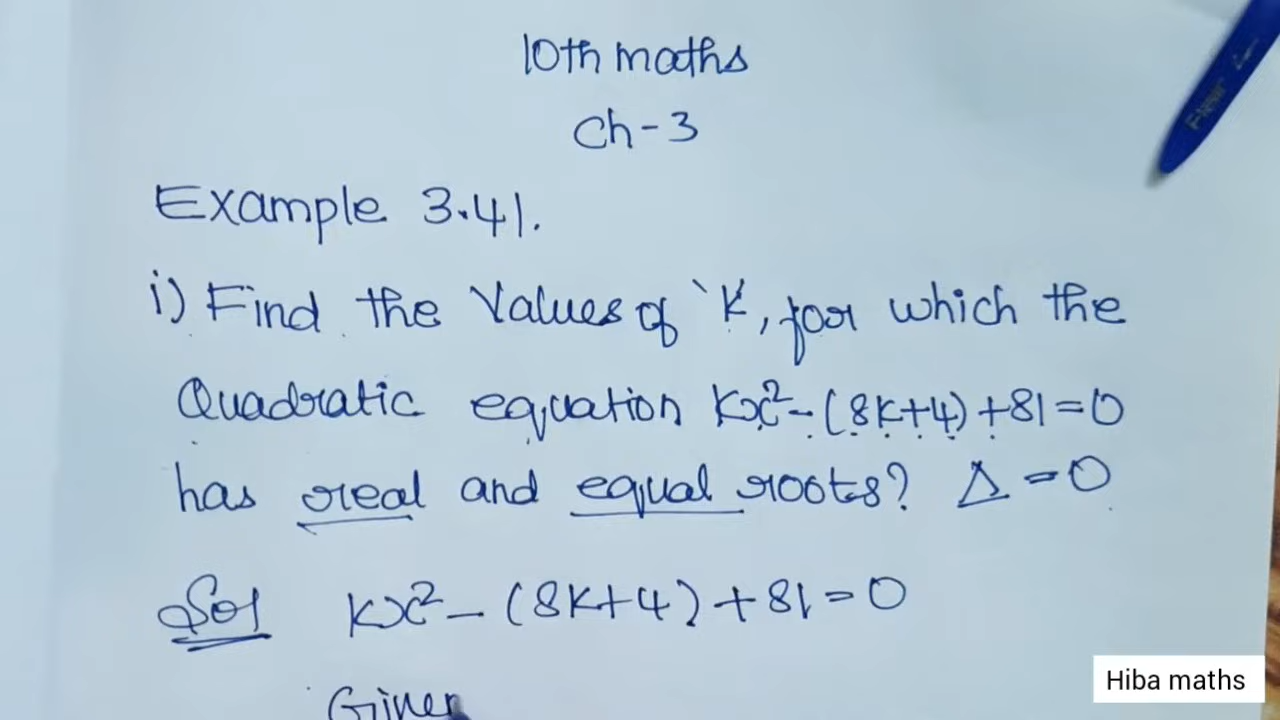 10th maths
Ch-3
Example 3.41.
i) Find the Values of 'K, for which the
Quadratic equation Kx²-(8K+4)+81=0
has real and equal roots? Δ=0
Sol Kx²-(8K+4)+81=0
Given
Hiba maths